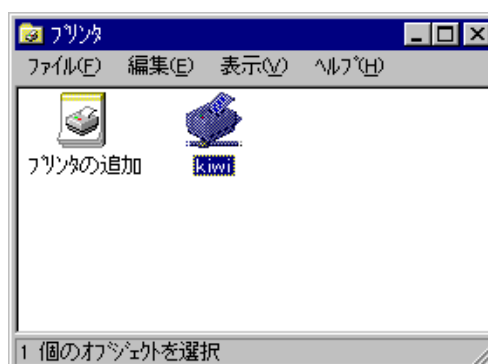 プリンタ
ファイル(F) 編集(E) 表示(V) ヘルプ(H)
プリンタの追加 kiwi
1 個のオブジェクトを選択